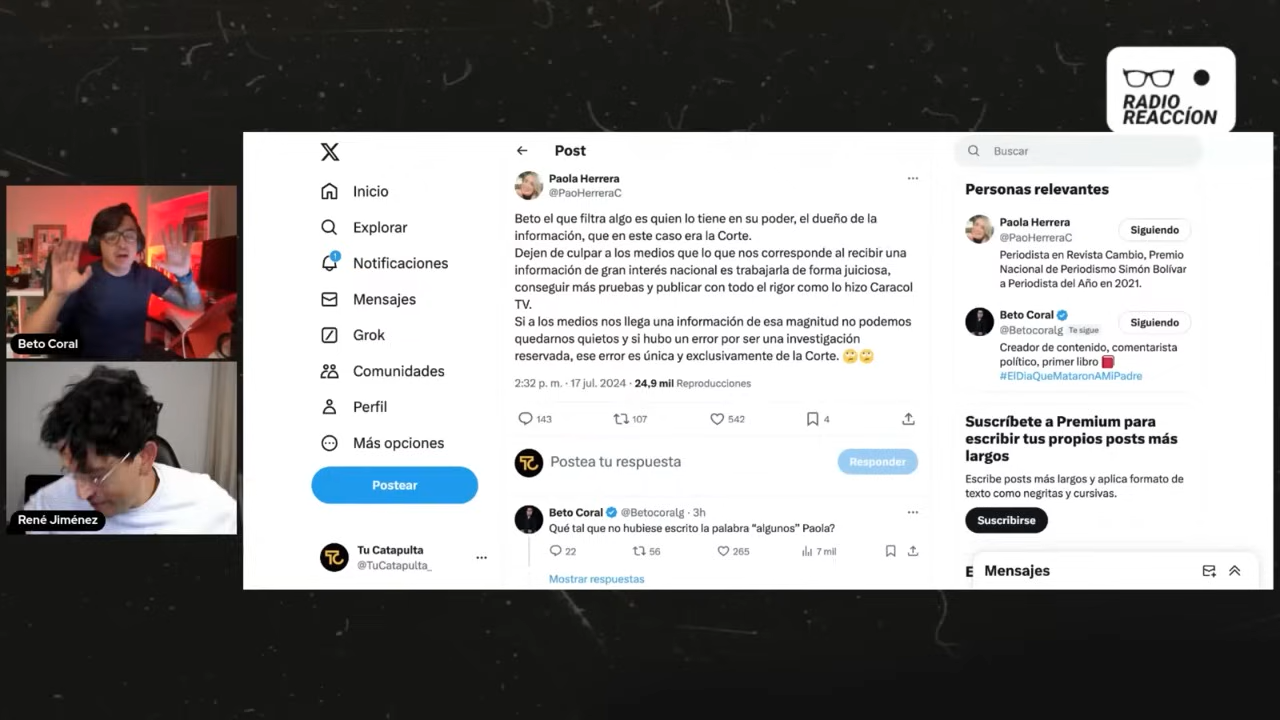 RADIO
REACCÍON
Beto Coral
René Jiménez
Inicio
Explorar
Notificaciones
Mensajes
Grok
Comunidades
Perfil
Más opciones
Postear
Tu Catapulta
@TuCatapulta_
Post
Paola Herrera
@PaoHerreraC
Beto el que filtra algo es quien lo tiene en su poder, el dueño de la
información, que en este caso era la Corte.
Dejen de culpar a los medios que lo que nos corresponde al recibir una
información de gran interés nacional es trabajarla de forma juiciosa,
conseguir más pruebas y publicar con todo el rigor como lo hizo Caracol
TV.
Si a los medios nos llega una información de esa magnitud no podemos
quedarnos quietos y si hubo un error por ser una investigación
reservada, ese error es única y exclusivamente de la Corte. 🙄🙄
2:32 p. m. · 17 jul. 2024 · 24,9 mil Reproducciones
143 107 542 4
Postea tu respuesta
Responder
Beto Coral @Betocoralg · 3h
Qué tal que no hubiese escrito la palabra “algunos” Paola?
22 56 265 7 mil
Mostrar respuestas
Buscar
Personas relevantes
Paola Herrera
@PaoHerreraC
Siguiendo
Periodista en Revista Cambio, Premio
Nacional de Periodismo Simón Bolívar
a Periodista del Año en 2021.
Beto Coral
@Betocoralg Te sigue
Siguiendo
Creador de contenido, comentarista
político, primer libro 📕
#ElDiaQueMataronAMiPadre
Suscríbete a Premium para
escribir tus propios posts más
largos
Escribe posts más largos y aplica formato de
texto como negritas y cursivas.
Suscribirse
Mensajes